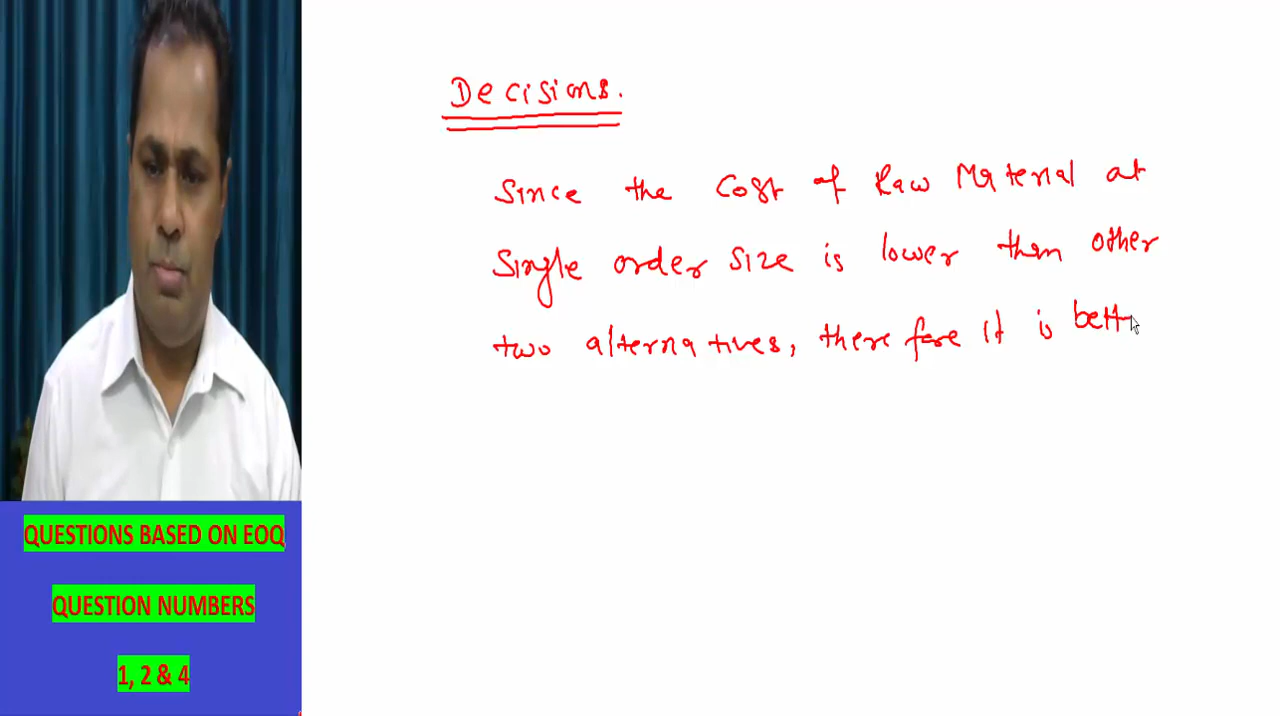 Decisions.
Since the Cost of Raw Material at
Single order size is lower then other
two alternatives, therefore it is bett
QUESTIONS BASED ON EOQ
QUESTION NUMBERS
1, 2 & 4